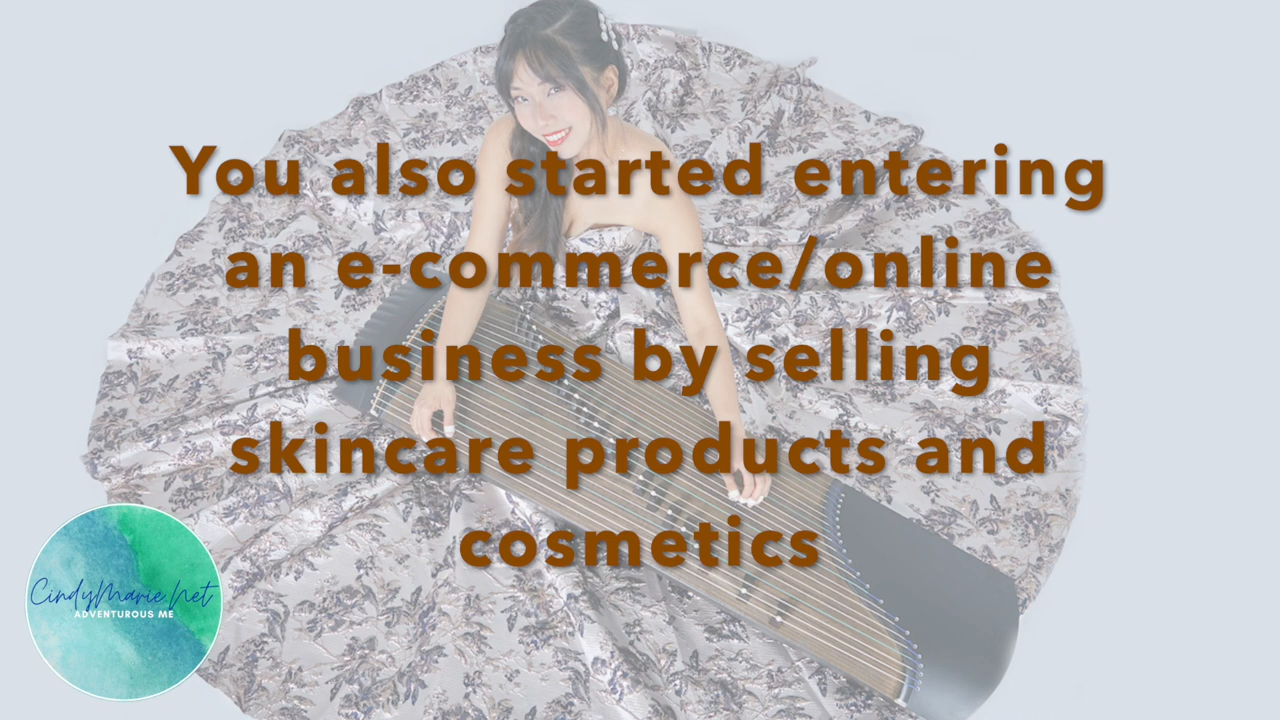 You also started entering
an e-commerce/online
business by selling
skincare products and
cosmetics
CindyMarie.Net
ADVENTUROUS ME